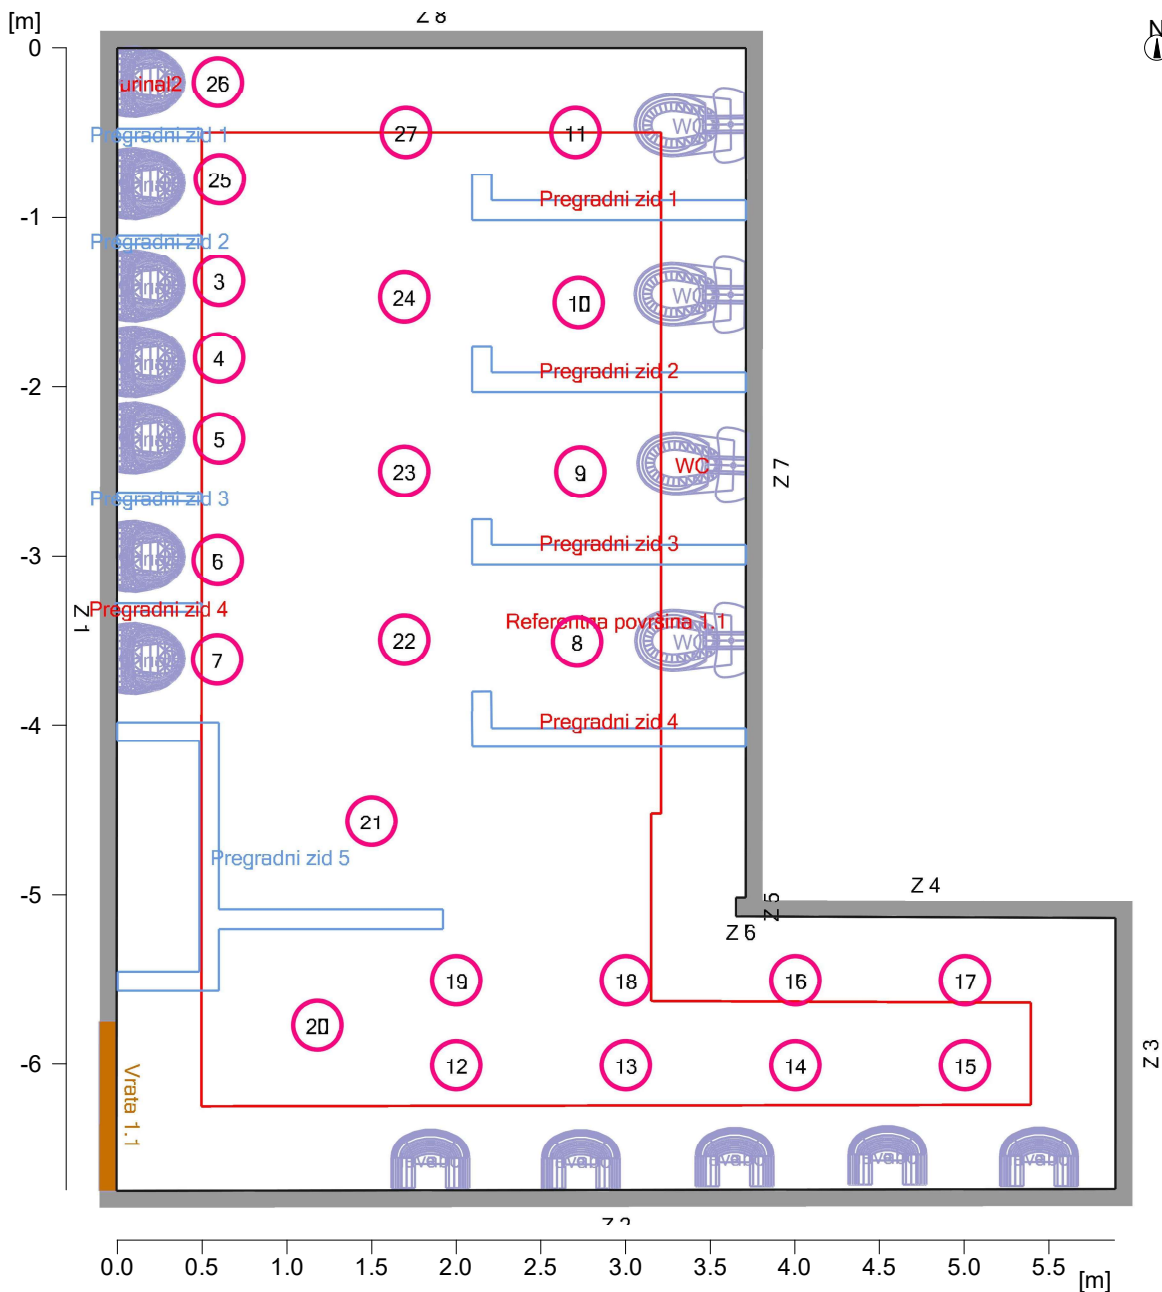 Z 8
[m]
N
0
urinal2
26
27
11
WC
Pregradni zid 1
25
Pregradni zid 1
-1
Pregradni zid 2
3
24
10
WC
4
Pregradni zid 2
-2
5
23
9
WC
Z 7
Pregradni zid 3
Pregradni zid 3
-3
6
Pregradni zid 4
Z 1
Referentna površina 1.1
22
8
WC
7
Pregradni zid 4
-4
21
Pregradni zid 5
Z 4
-5
Z 5
Z 6
19
18
16
17
20
12
13
14
15
-6
Z 3
Vrata 1.1
Z 2
0.0 0.5 1.0 1.5 2.0 2.5 3.0 3.5 4.0 4.5 5.0 5.5
[m]